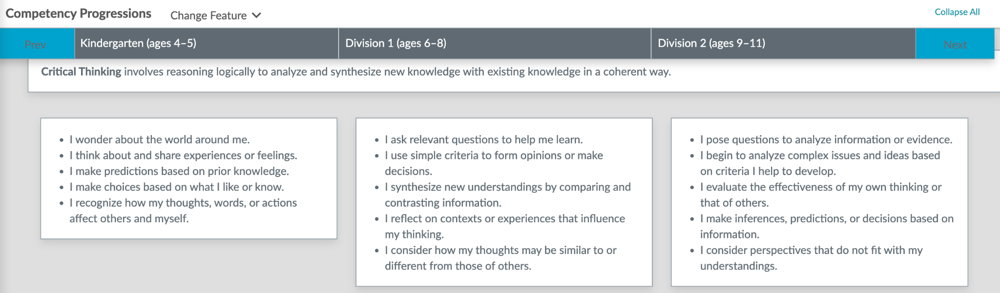 Competency Progressions
Change Feature
Collapse All
Prev
Kindergarten (ages 4–5)
Division 1 (ages 6–8)
Division 2 (ages 9–11)
Next
Critical Thinking involves reasoning logically to analyze and synthesize new knowledge with existing knowledge in a coherent way.
• I wonder about the world around me.
• I think about and share experiences or feelings.
• I make predictions based on prior knowledge.
• I make choices based on what I like or know.
• I recognize how my thoughts, words, or actions
affect others and myself.
• I ask relevant questions to help me learn.
• I use simple criteria to form opinions or make
decisions.
• I synthesize new understandings by comparing and
contrasting information.
• I reflect on contexts or experiences that influence
my thinking.
• I consider how my thoughts may be similar to or
different from those of others.
• I pose questions to analyze information or evidence.
• I begin to analyze complex issues and ideas based
on criteria I help to develop.
• I evaluate the effectiveness of my own thinking or
that of others.
• I make inferences, predictions, or decisions based on
information.
• I consider perspectives that do not fit with my
understandings.